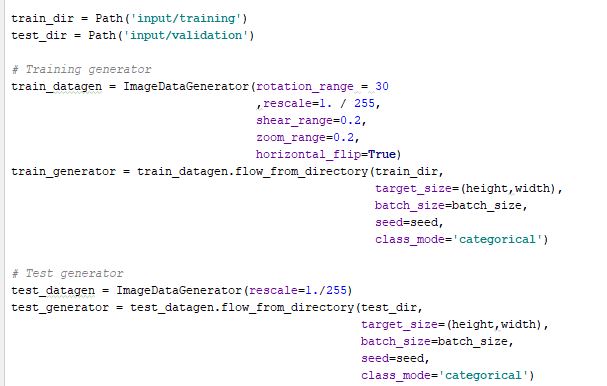 train_dir = Path('input/training')
test_dir = Path('input/validation')
# Training generator
train_datagen = ImageDataGenerator(rotation_range = 30
,rescale=1. / 255,
shear_range=0.2,
zoom_range=0.2,
horizontal_flip=True)
train_generator = train_datagen.flow_from_directory(train_dir,
target_size=(height,width),
batch_size=batch_size,
seed=seed,
class_mode='categorical')
# Test generator
test_datagen = ImageDataGenerator(rescale=1./255)
test_generator = test_datagen.flow_from_directory(test_dir,
target_size=(height,width),
batch_size=batch_size,
seed=seed,
class_mode='categorical')